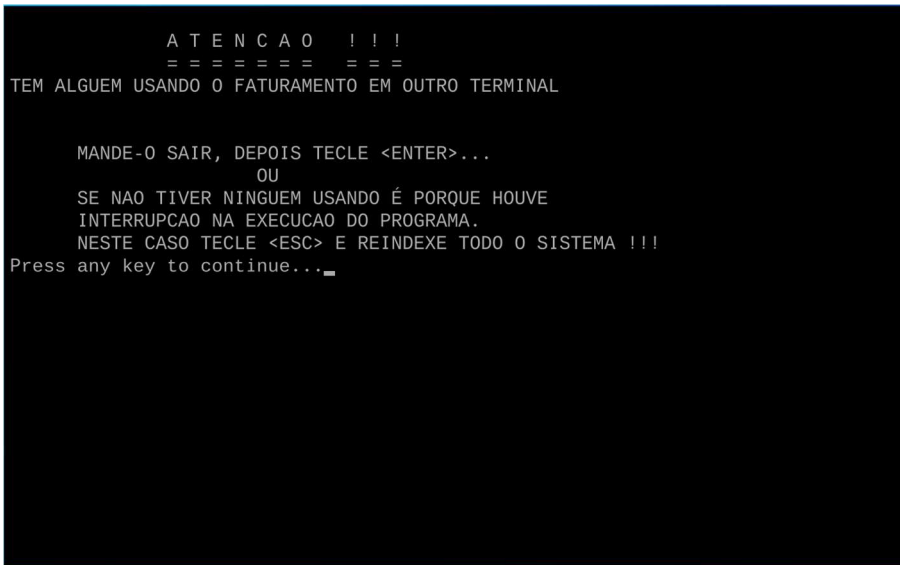 A T E N C A O ! ! !
= = = = = = = = = =
TEM ALGUEM USANDO O FATURAMENTO EM OUTRO TERMINAL
MANDE-O SAIR, DEPOIS TECLE <ENTER>...
OU
SE NAO TIVER NINGUEM USANDO É PORQUE HOUVE
INTERRUPCAO NA EXECUCAO DO PROGRAMA.
NESTE CASO TECLE <ESC> E REINDEXE TODO O SISTEMA !!!
Press any key to continue...